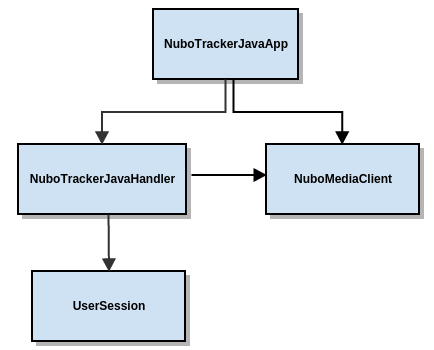 NuboTrackerJavaApp
NuboTrackerJavaHandler
NuboMediaClient
UserSession